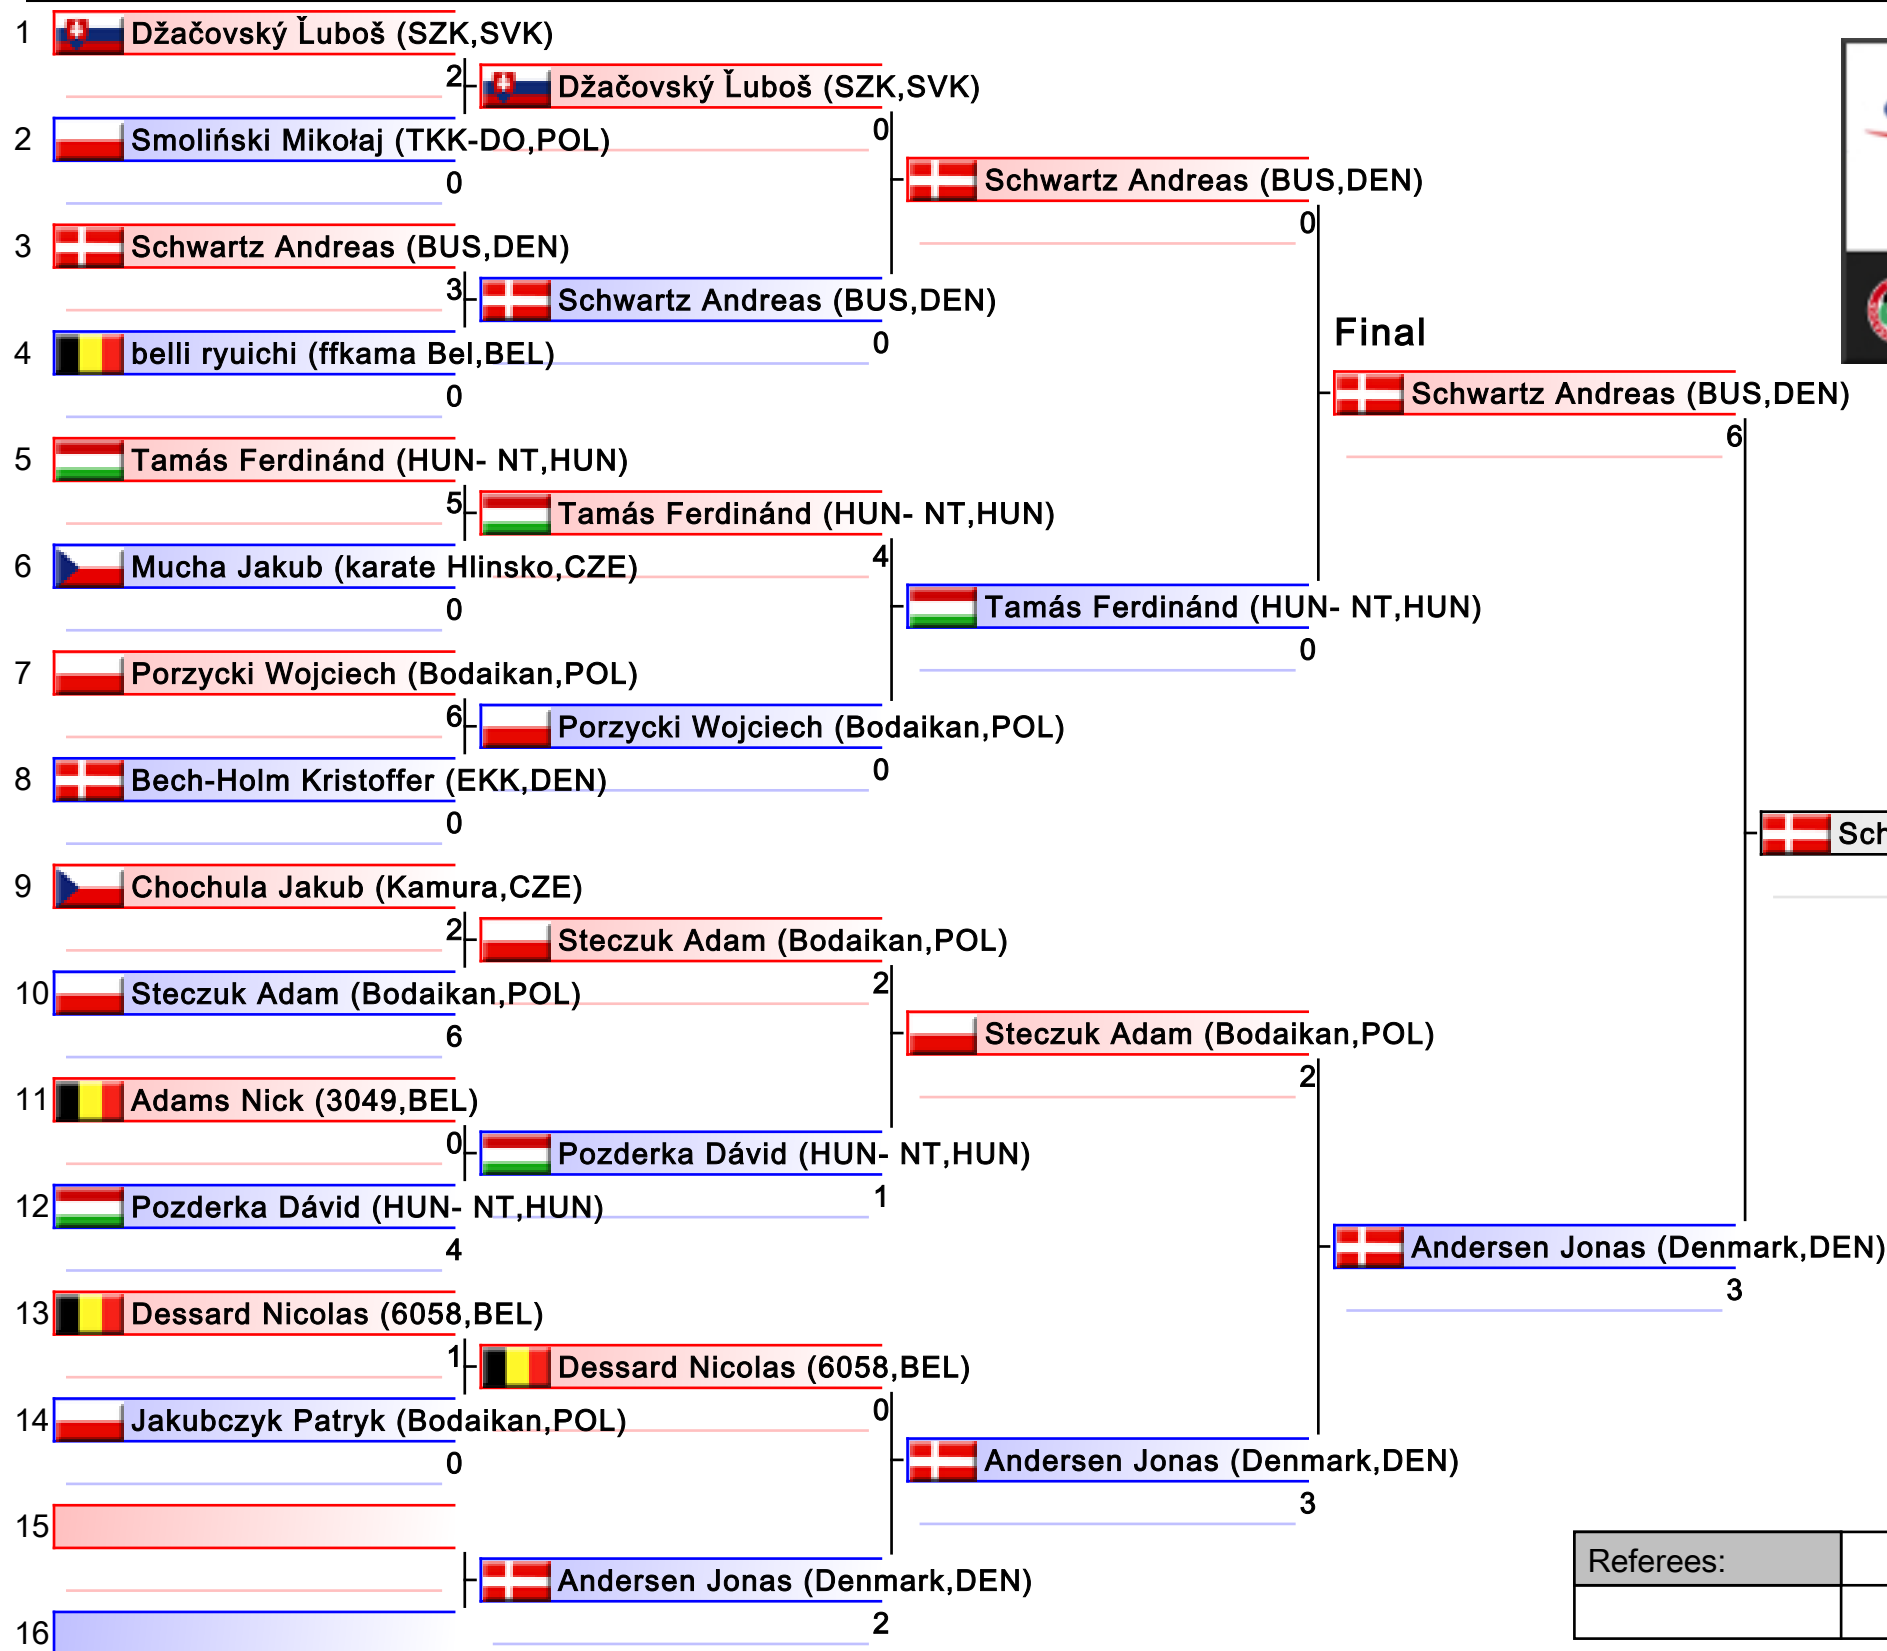 1 Džačovský Ľuboš (SZK,SVK)
2 Džačovský Ľuboš (SZK,SVK)
2 Smoliński Mikołaj (TKK-DO,POL) 0
0 Schwartz Andreas (BUS,DEN)
0
3 Schwartz Andreas (BUS,DEN)
3 Schwartz Andreas (BUS,DEN)
Final
4 belli ryuichi (ffkama Bel,BEL) 0
0 Schwartz Andreas (BUS,DEN)
6
5 Tamás Ferdinánd (HUN- NT,HUN)
5 Tamás Ferdinánd (HUN- NT,HUN)
4
6 Mucha Jakub (karate Hlinsko,CZE)
0 Tamás Ferdinánd (HUN- NT,HUN)
0
7 Porzycki Wojciech (Bodaikan,POL)
6 Porzycki Wojciech (Bodaikan,POL)
0
8 Bech-Holm Kristoffer (EKK,DEN)
0
Sch
9 Chochula Jakub (Kamura,CZE)
2 Steczuk Adam (Bodaikan,POL)
2
10 Steczuk Adam (Bodaikan,POL)
6 Steczuk Adam (Bodaikan,POL)
2
11 Adams Nick (3049,BEL)
0 Pozderka Dávid (HUN- NT,HUN)
1
12 Pozderka Dávid (HUN- NT,HUN)
4 Andersen Jonas (Denmark,DEN)
3
13 Dessard Nicolas (6058,BEL)
1 Dessard Nicolas (6058,BEL)
0
14 Jakubczyk Patryk (Bodaikan,POL)
0 Andersen Jonas (Denmark,DEN)
3
15
Referees:
Andersen Jonas (Denmark,DEN)
2
16